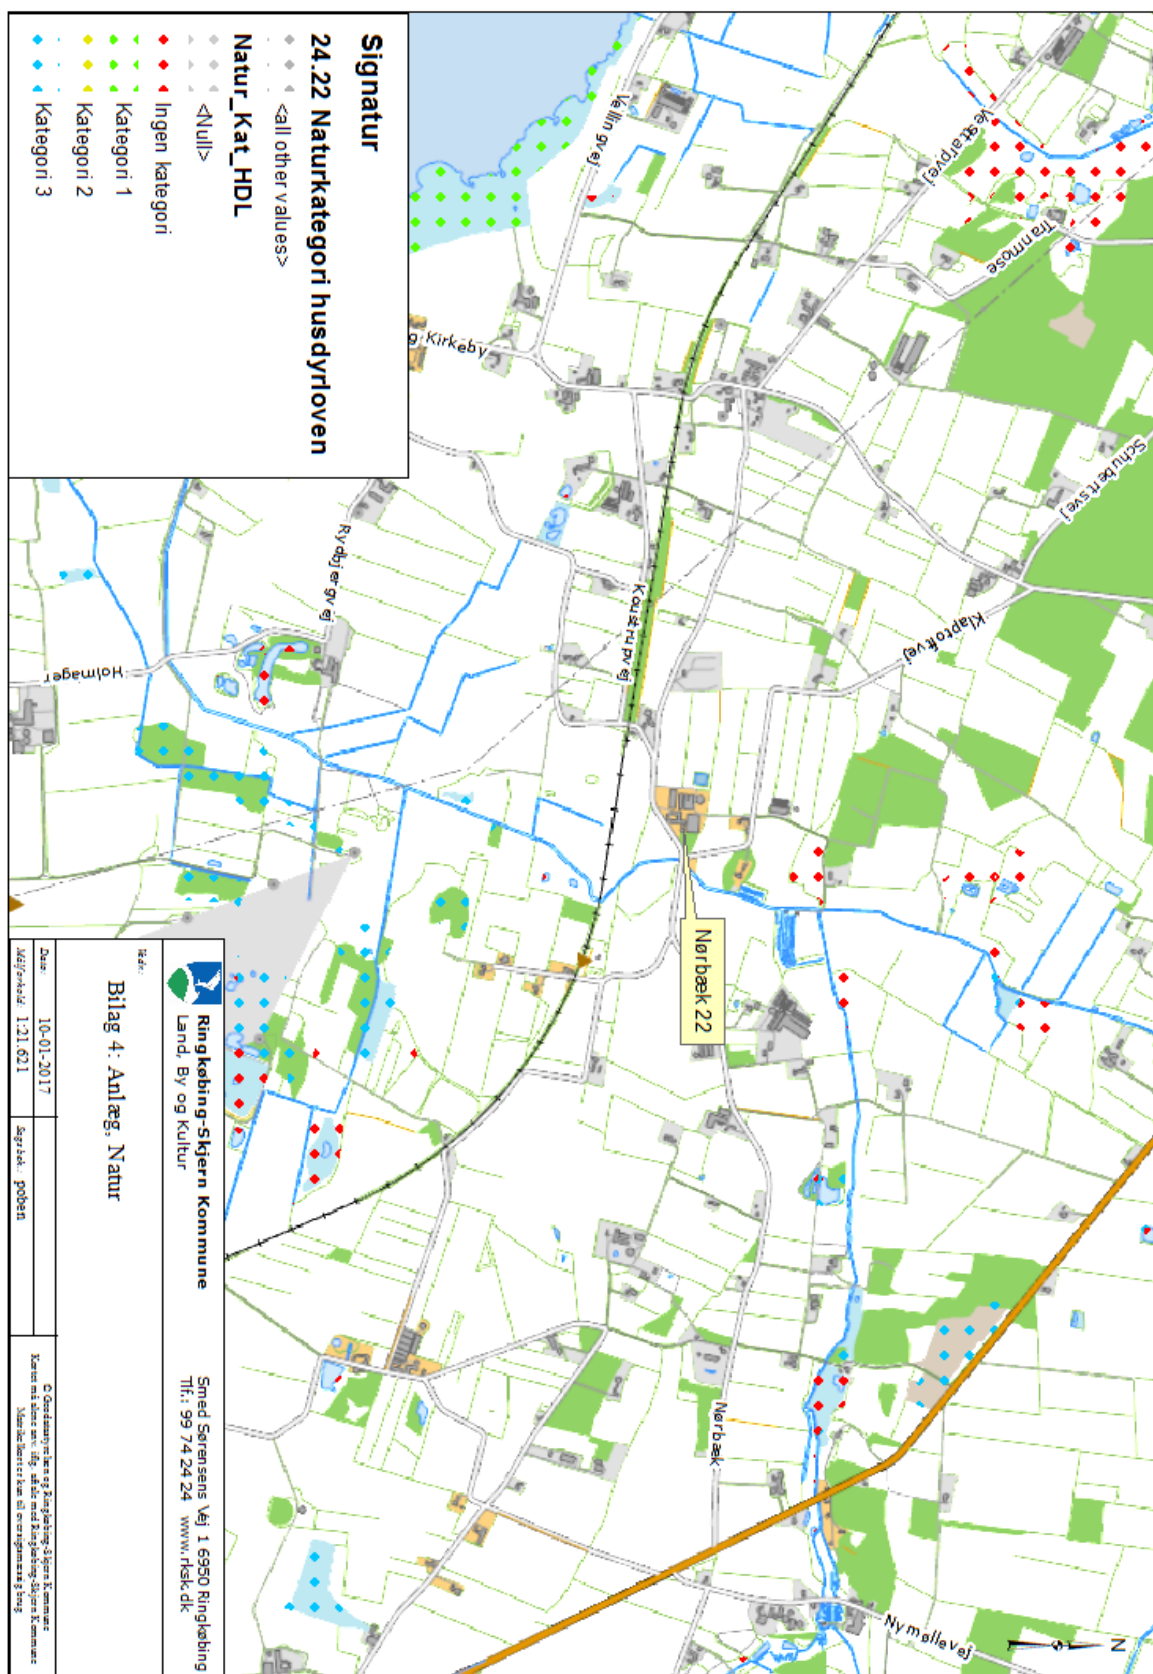 Signatur
24.22 Naturkategori husdyrloven
<all other values>
Natur_Kat_HDL
<Null>
Ingen kategori
Kategori 1
Kategori 2
Kategori 3
Vellingvej
Vestarpvej
Tranmose
g Kirkeby
Schubertsvej
Klaptoftvej
Koustrupvej
Rydbjergvej
Holmager
Nørbæk 22
Nørbæk
Nymøllevej
N
Ringkøbing-Skjern Kommune
Land, By og Kultur
Smed Sørensens Vej 1 6950 Ringkøbing
Tlf.: 99 74 24 24 www.rksk.dk
Bilag 4: Anlæg, Natur
Dato: 10-01-2017
Målforhold: 1:21.621
Sagsbeh.: poben